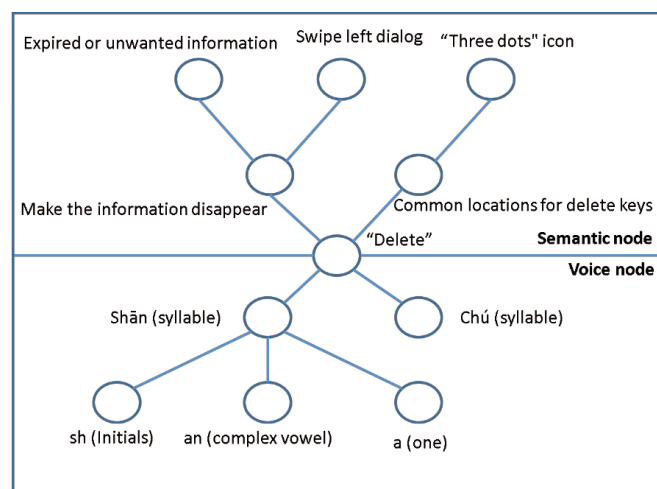 Expired or unwanted information
Swipe left dialog
“Three dots" icon
Make the information disappear
Common locations for delete keys
“Delete”
Semantic node
Voice node
Shān (syllable)
Chú (syllable)
sh (Initials)
an (complex vowel)
a (one)